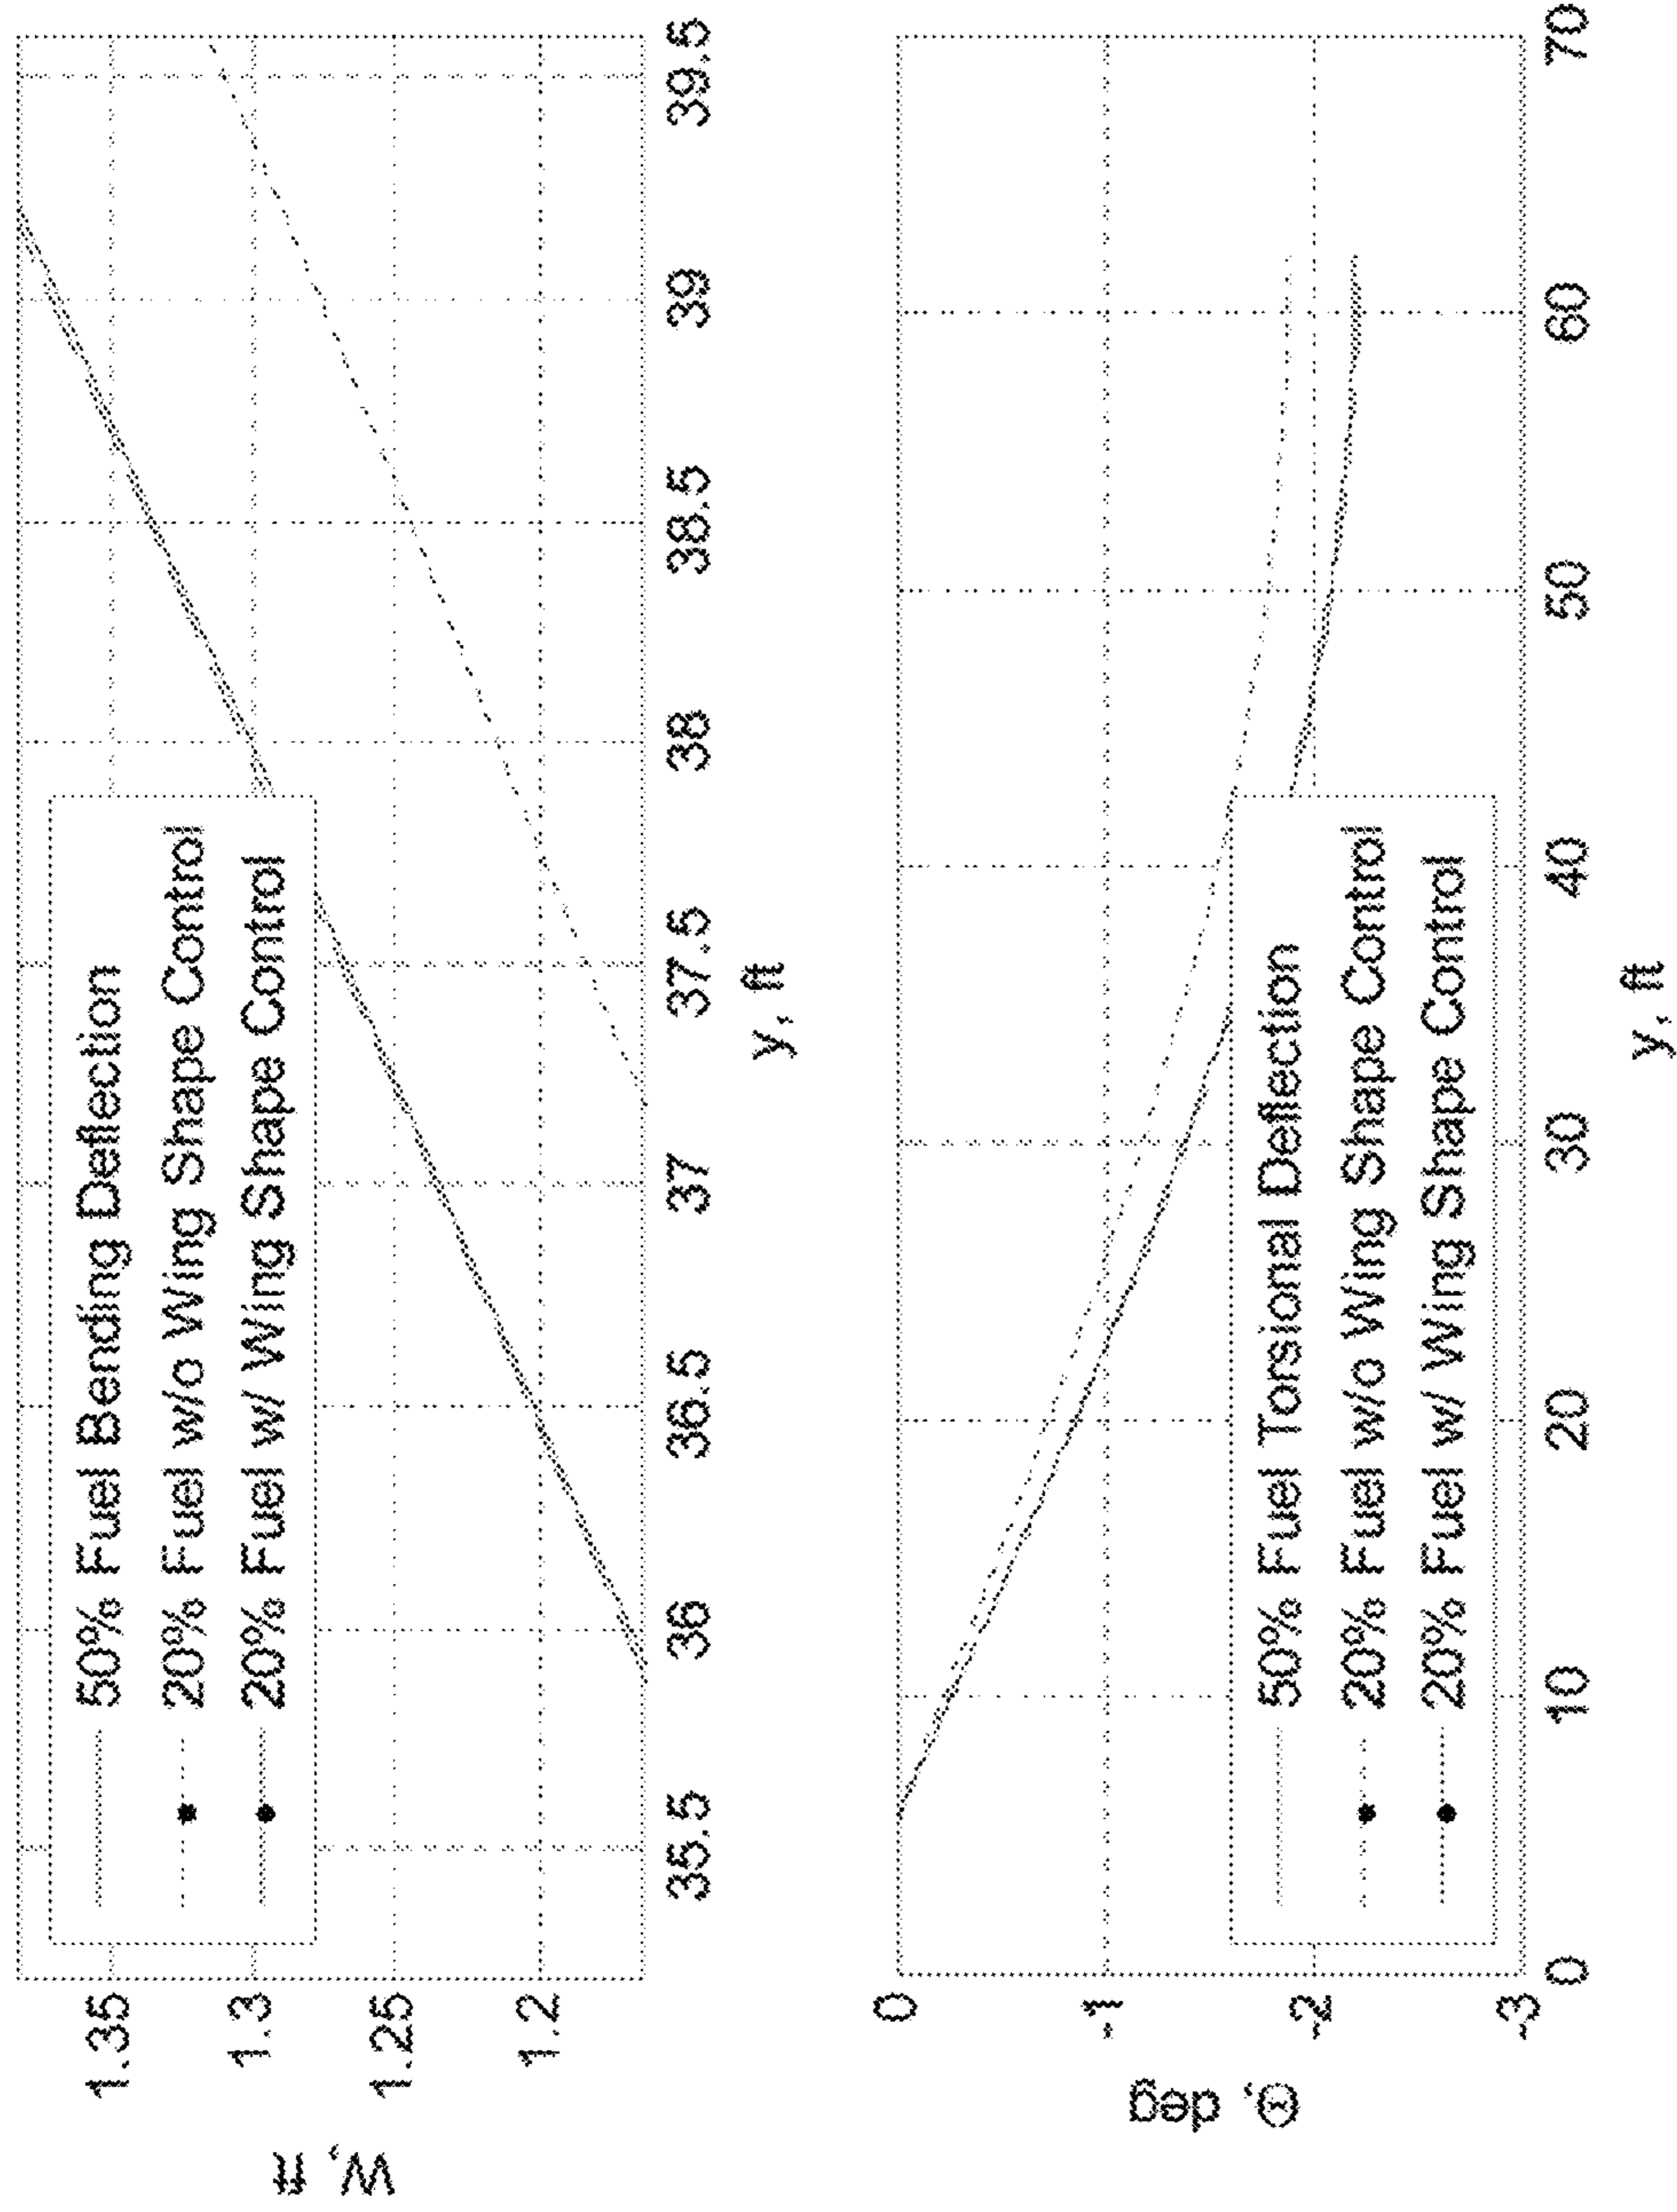 W, ft
1.35
1.3
1.25
1.2
50% Fuel Bending Deflection
20% Fuel w/o Wing Shape Control
20% Fuel w/ Wing Shape Control
35.5 36 36.5 37 37.5 38 38.5 39 39.5
y, ft
Θ, deg
0
-1
-2
-3
50% Fuel Torsional Deflection
20% Fuel w/o Wing Shape Control
20% Fuel w/ Wing Shape Control
0 10 20 30 40 50 60 70
y, ft